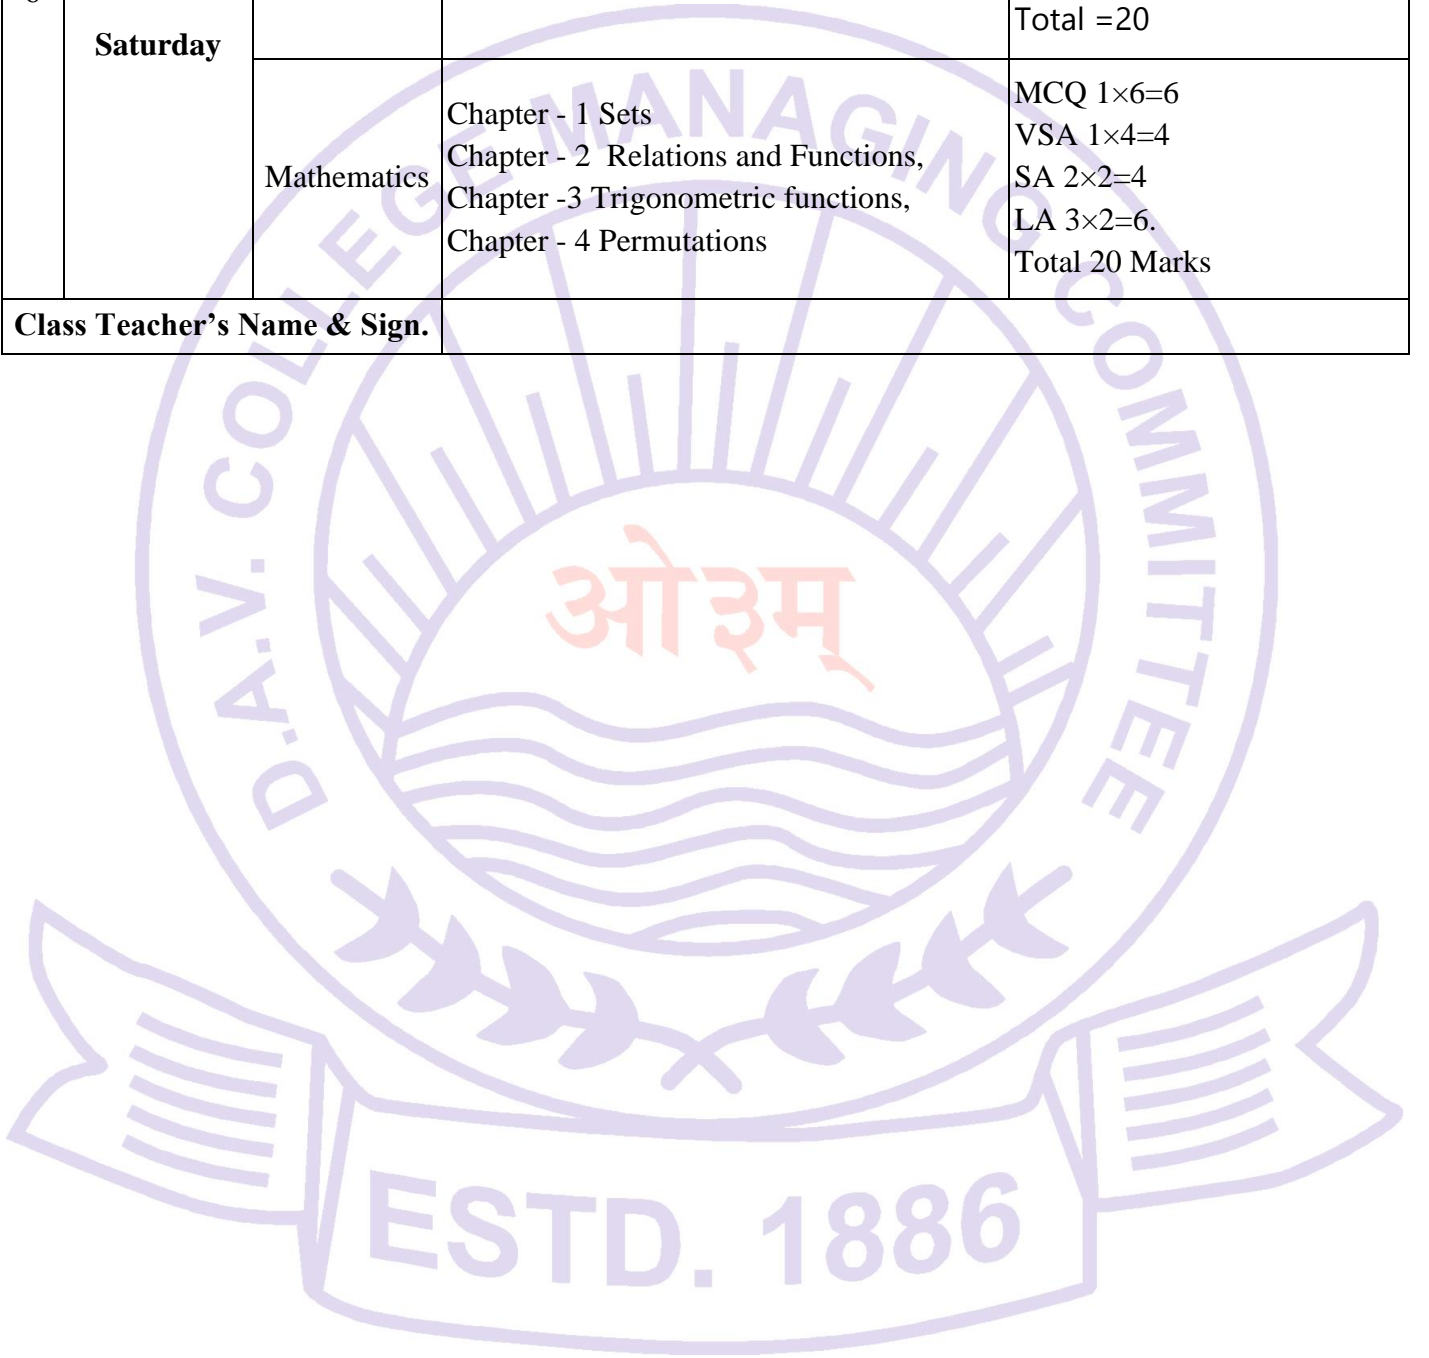 Total =20
Saturday
Mathematics
Chapter - 1 Sets
Chapter - 2 Relations and Functions,
Chapter -3 Trigonometric functions,
Chapter - 4 Permutations
MCQ 1×6=6
VSA 1×4=4
SA 2×2=4
LA 3×2=6.
Total 20 Marks
Class Teacher’s Name & Sign.
D.A.V. COLLEGE MANAGING COMMITTEE
ओ३म्
ESTD. 1886